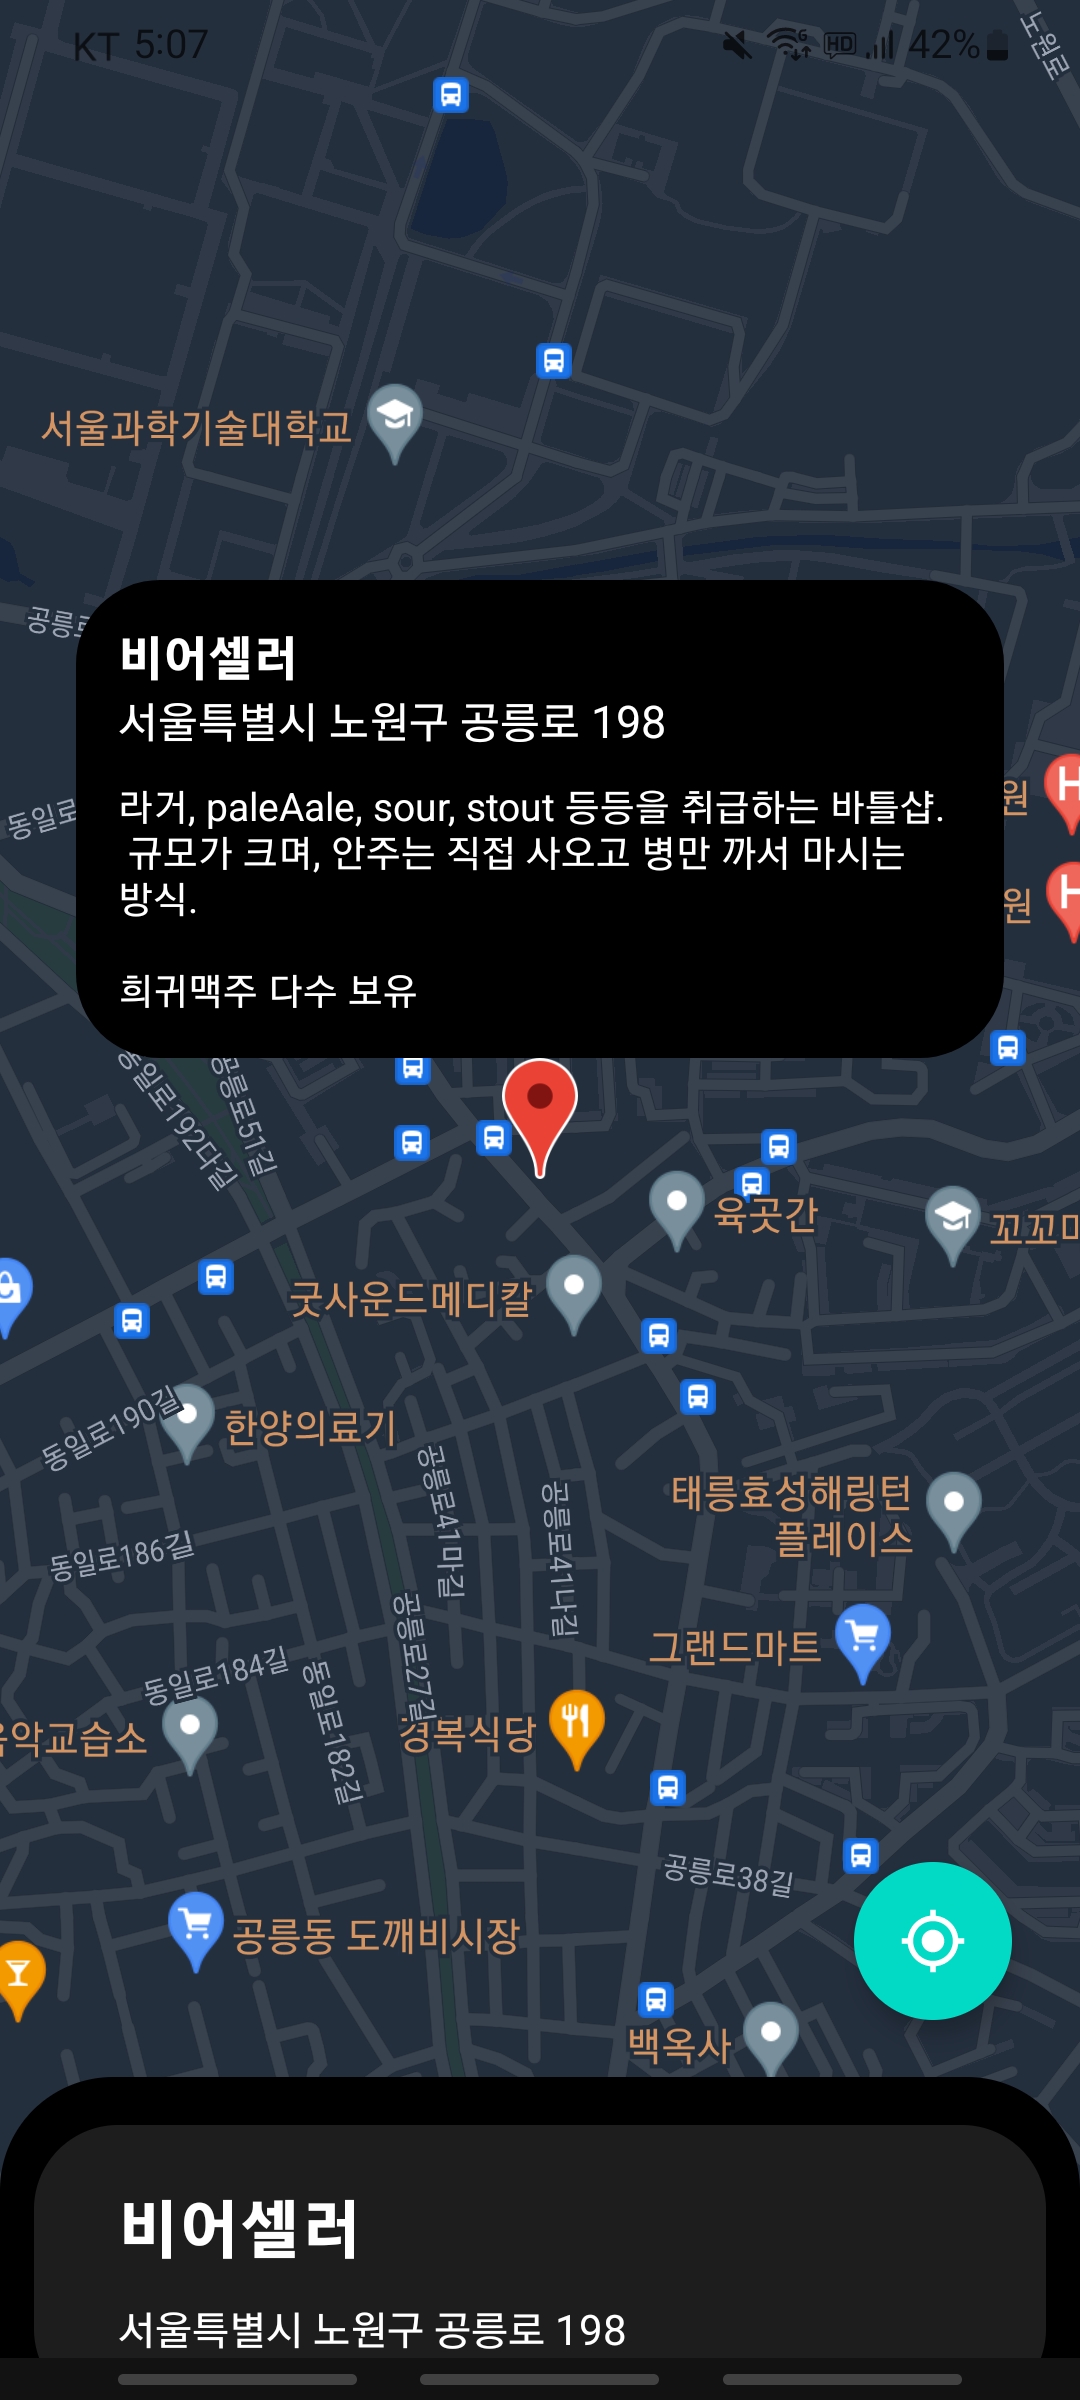 KT 5:07
HD 42%
노원로
서울과학기술대학교
비어셀러
서울특별시 노원구 공릉로 198
라거, paleAale, sour, stout 등등을 취급하는 바틀샵.
규모가 크며, 안주는 직접 사오고 병만 까서 마시는
방식.
희귀맥주 다수 보유
동일로
원
원
동일로192다길
공릉로51길
육곳간
꼬꼬마
굿사운드메디칼
동일로190길
한양의료기
공릉로41마길
공릉로41나길
태릉효성해링턴
플레이스
동일로186길
공릉로27길
그랜드마트
동일로184길
동일로182길
음악교습소
경복식당
공릉로38길
공릉동 도깨비시장
백옥사
비어셀러
서울특별시 노원구 공릉로 198